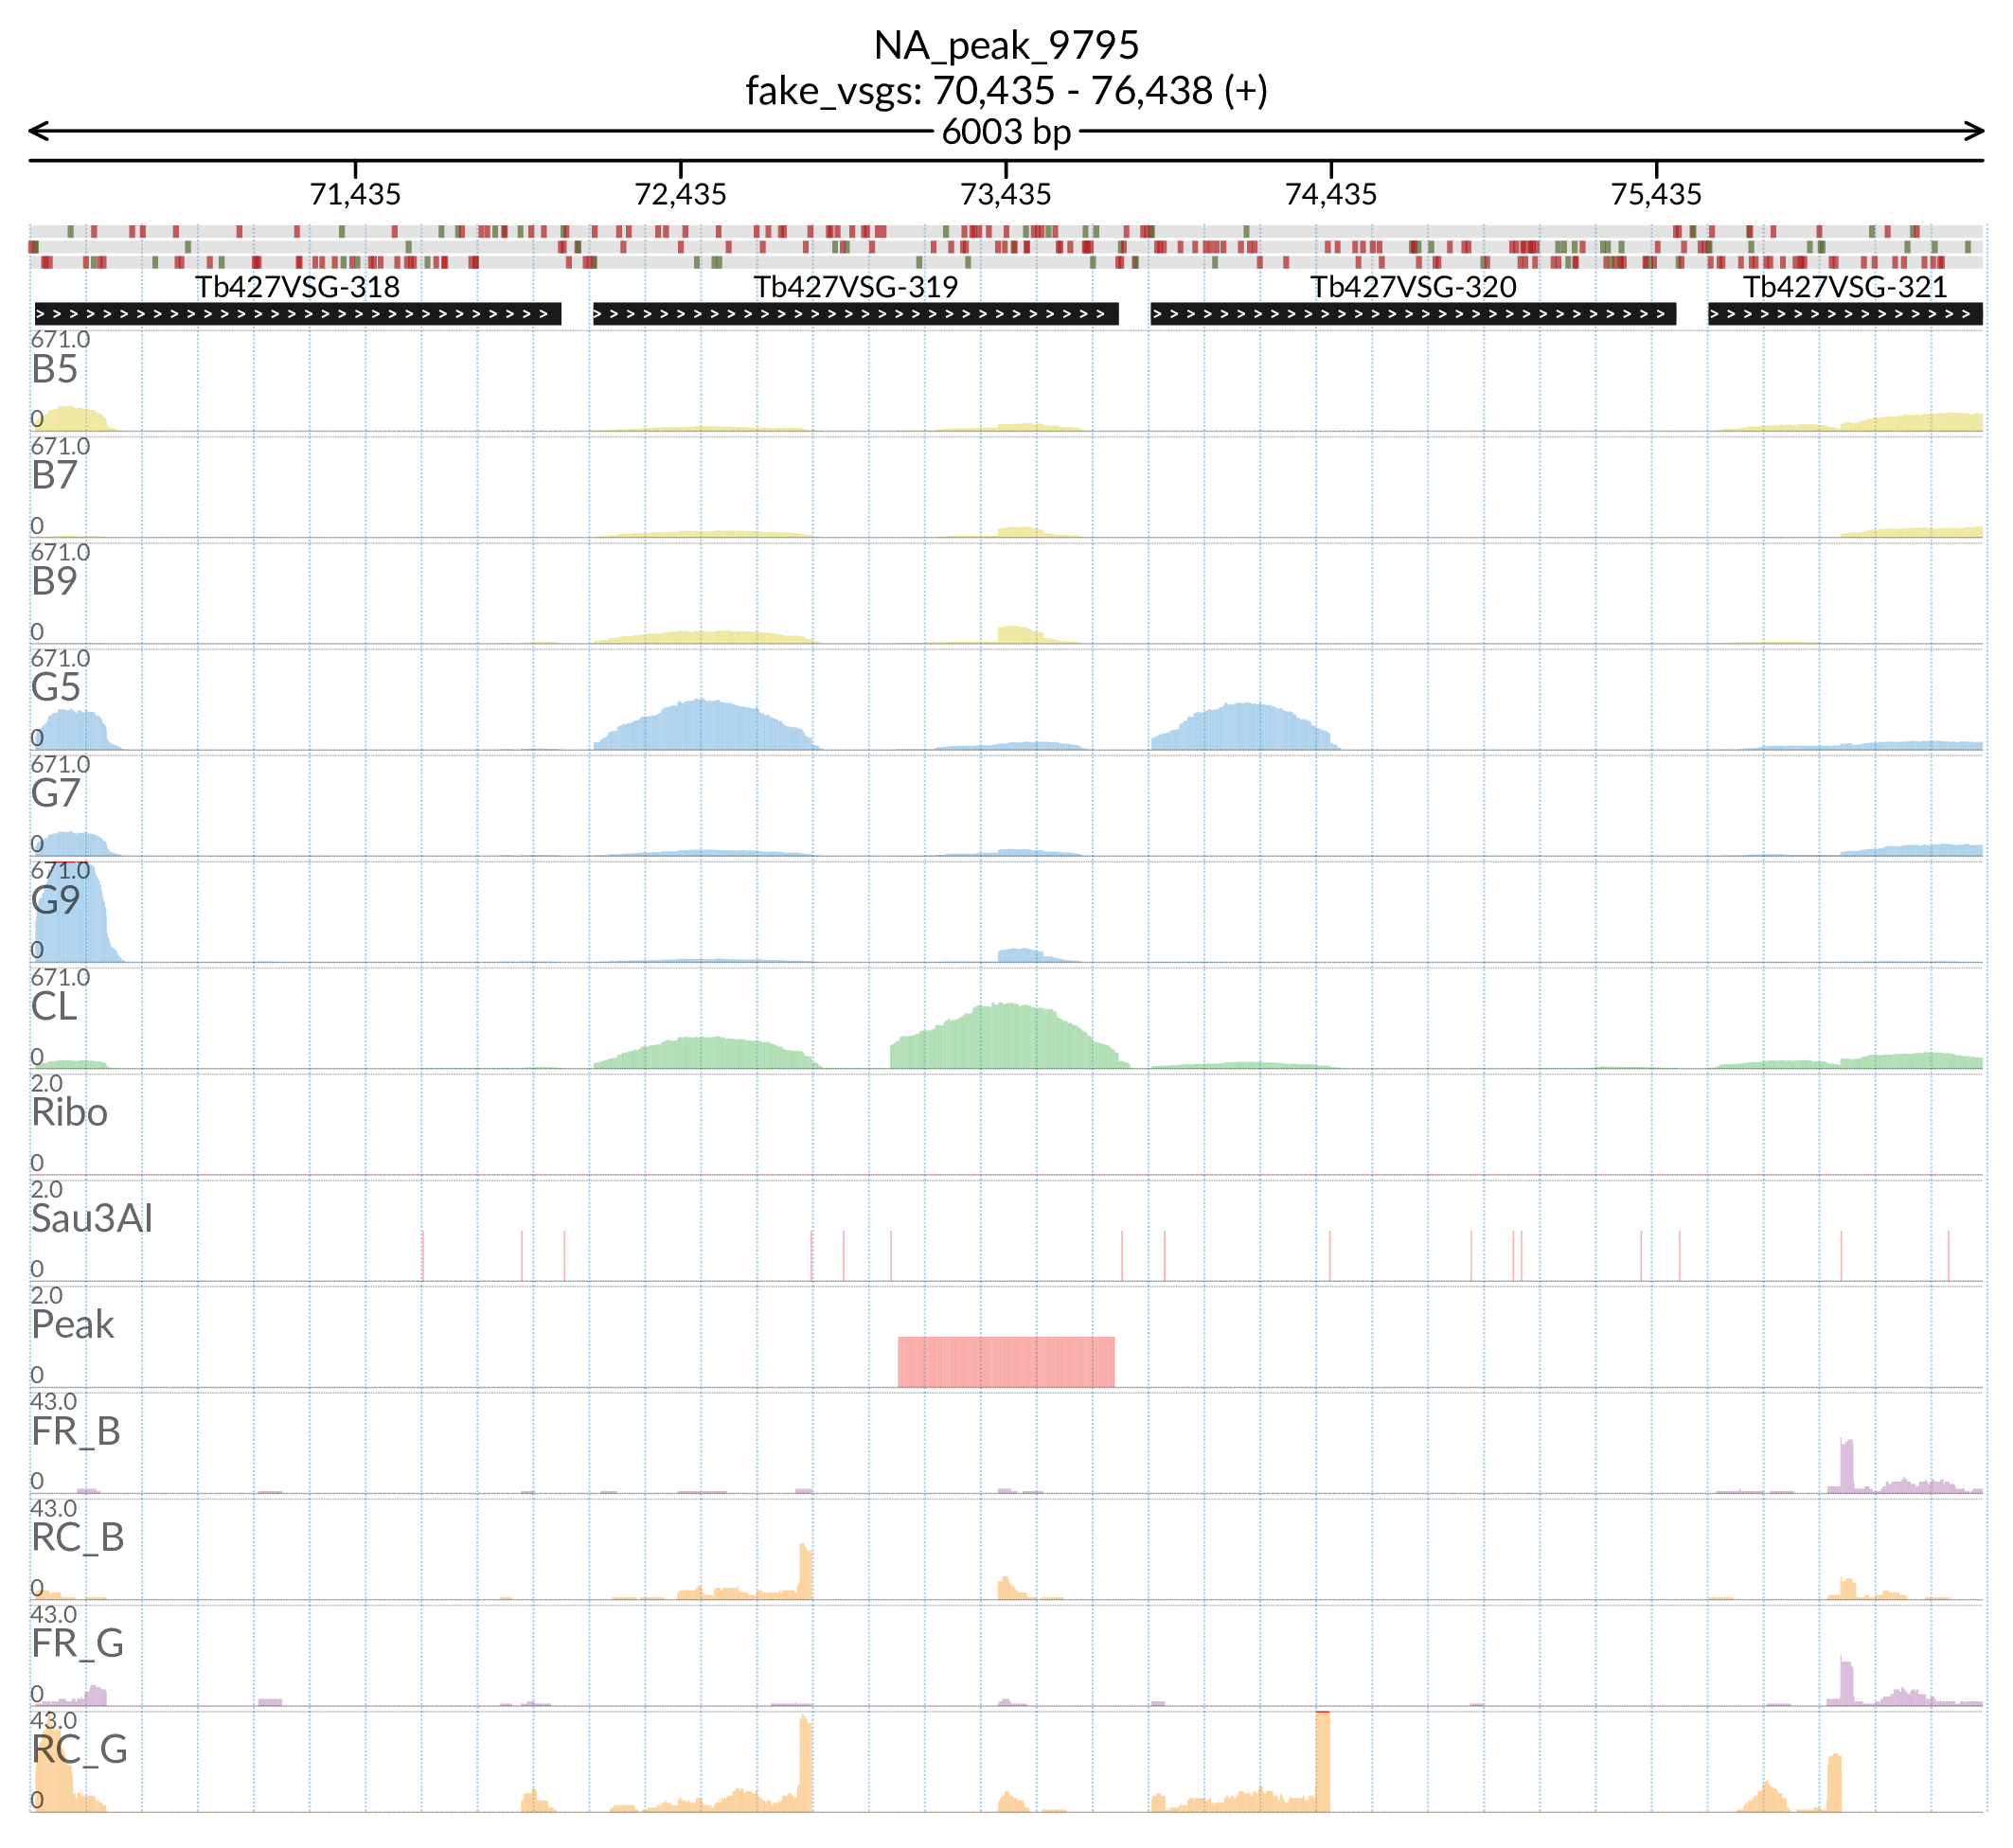 NA_peak_9795
fake_vsgs: 70,435 - 76,438 (+)
6003 bp
71,435 72,435 73,435 74,435 75,435
Tb427VSG-318 Tb427VSG-319 Tb427VSG-320 Tb427VSG-321
671.0
B5
0
671.0
B7
0
671.0
B9
0
671.0
G5
0
671.0
G7
0
671.0
G9
0
671.0
CL
0
2.0
Ribo
0
2.0
Sau3AI
0
2.0
Peak
0
43.0
FR_B
0
43.0
RC_B
0
43.0
FR_G
0
43.0
RC_G
0